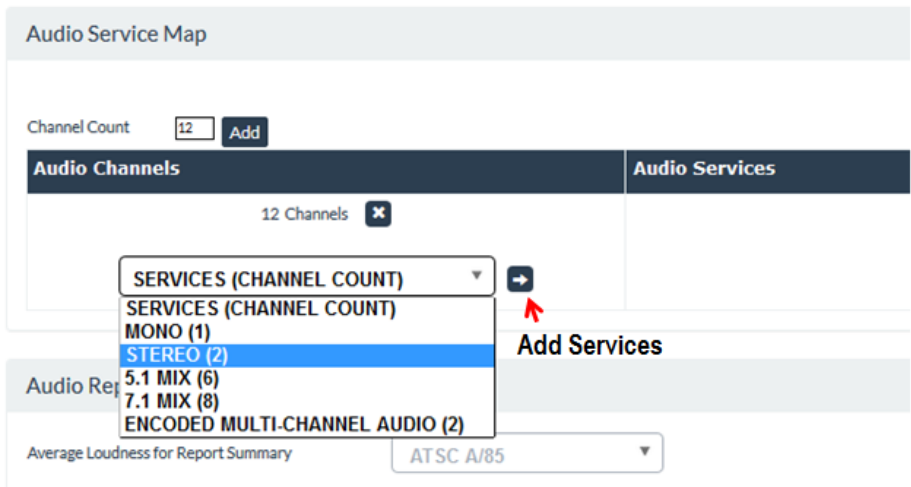 Audio Service Map
Channel Count 12 Add
Audio Channels Audio Services
12 Channels
SERVICES (CHANNEL COUNT)
SERVICES (CHANNEL COUNT)
MONO (1)
STEREO (2)
5.1 MIX (6)
7.1 MIX (8)
ENCODED MULTI-CHANNEL AUDIO (2)
Add Services
Audio Rep
Average Loudness for Report Summary ATSC A/85